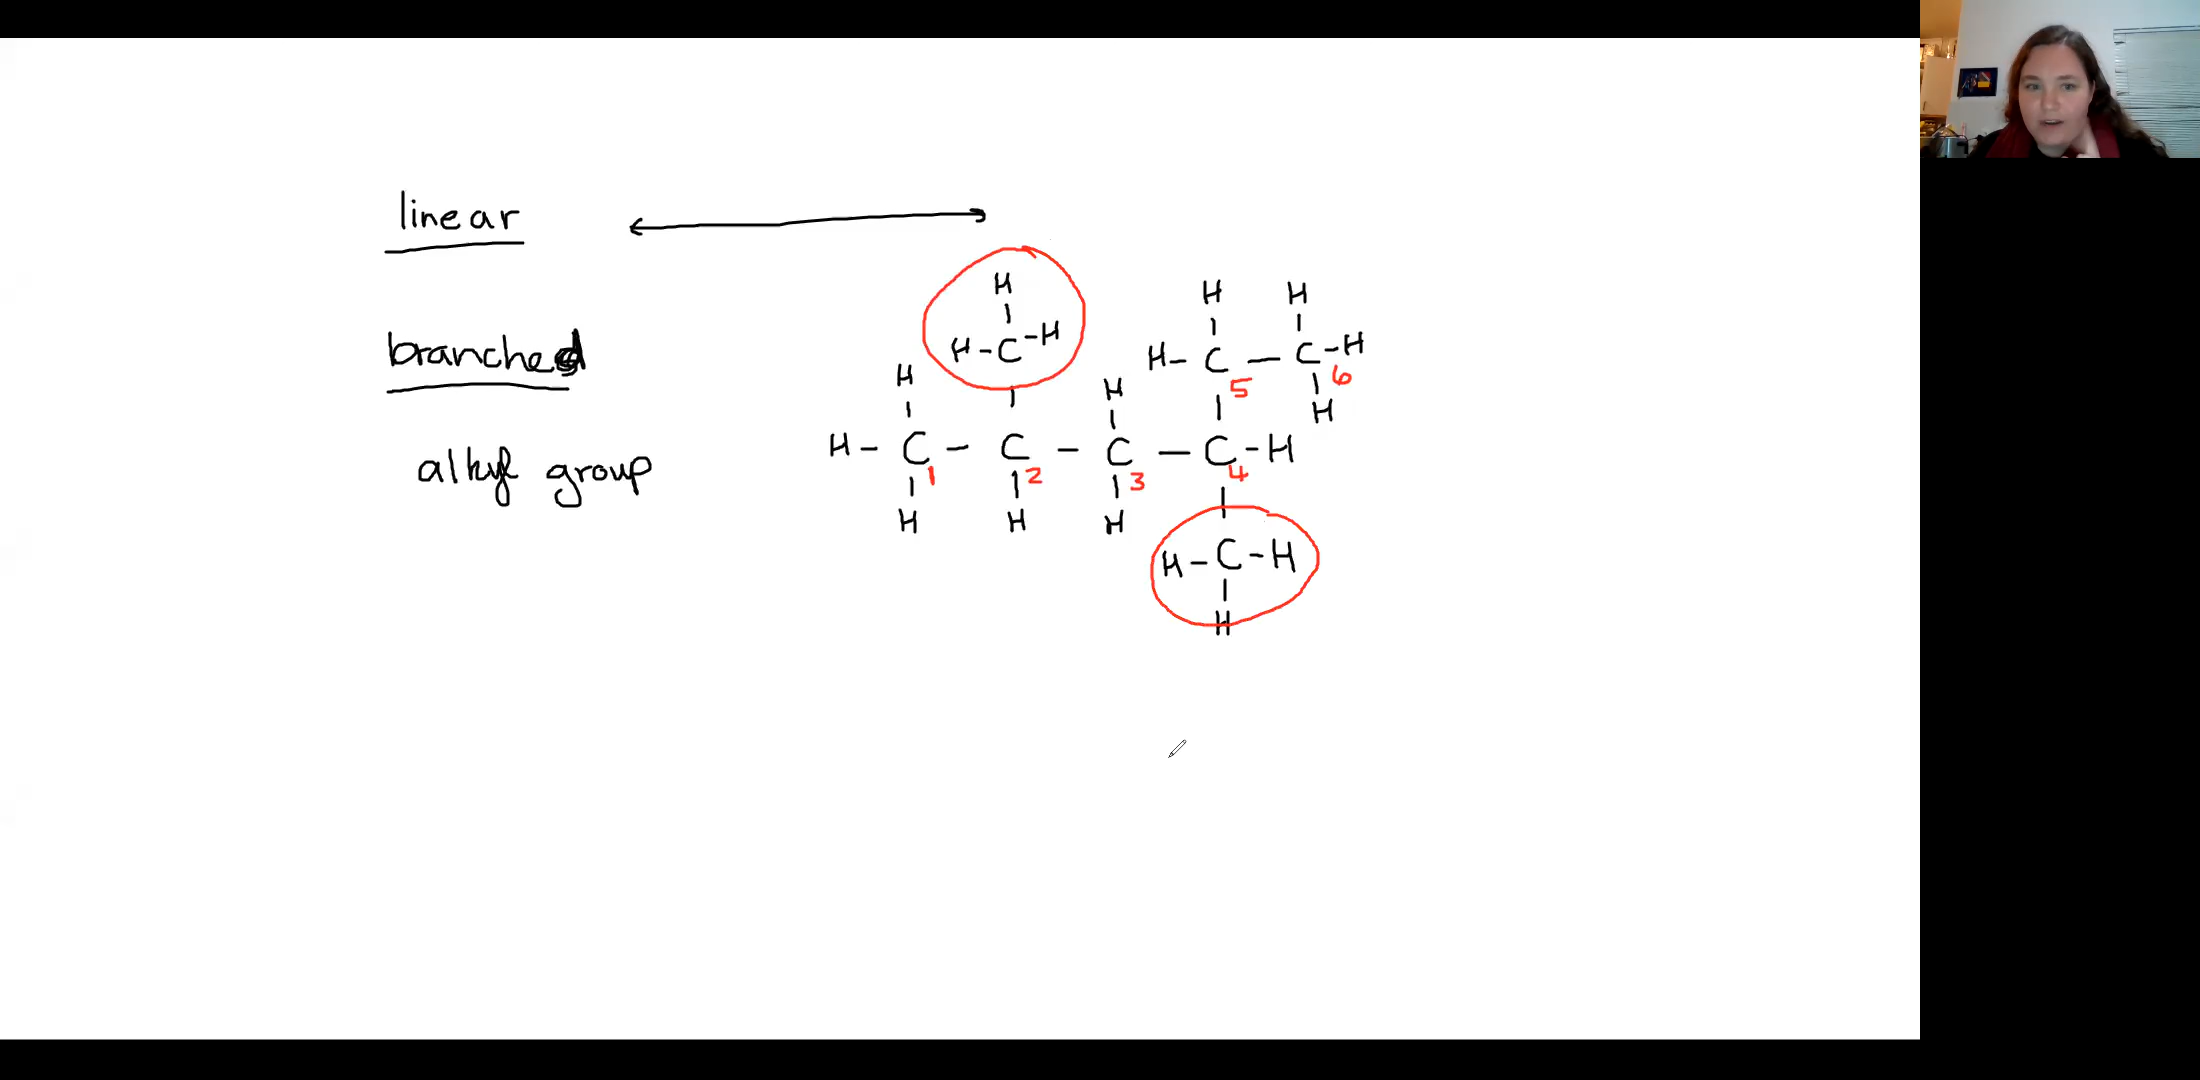 linear
branched
alkyl group
H
H-C-H
H H H H
H-C-C-H
5 6
H
H-C-C-C-C-H
1 2 3 4
H H H
H-C-H
H